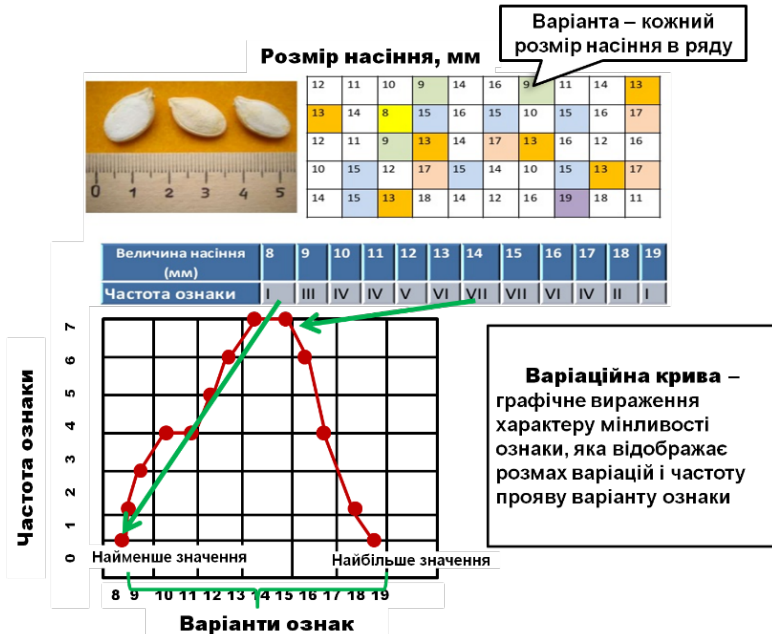 Варіанта – кожний
розмір насіння в ряду
Розмір насіння, мм
12 11 10 9 14 16 9 11 14 13
13 14 8 15 16 15 10 15 16 17
12 11 9 13 14 17 13 16 12 16
10 15 12 17 15 14 10 15 13 17
14 15 13 18 14 12 16 19 18 11
0 1 2 3 4 5
Величина насіння
(мм)
8 9 10 11 12 13 14 15 16 17 18 19
Частота ознаки I III IV IV V VI VII VII VI IV II I
Частота ознаки
7
6
5
4
3
2
1
0
Найменше значення
Найбільше значення
8 9 10 11 12 13 14 15 16 17 18 19
Варіанти ознак
Варіаційна крива –
графічне вираження
характеру мінливості
ознаки, яка відображає
розмах варіацій і частоту
прояву варіанту ознаки